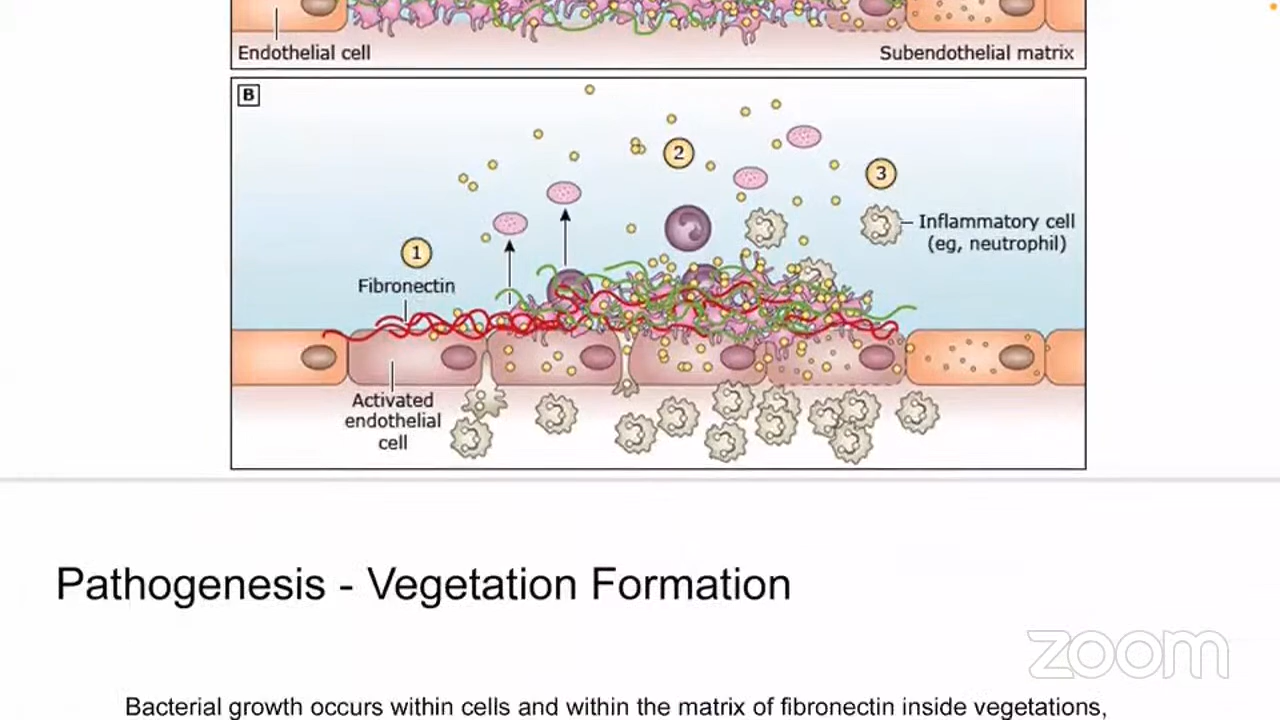 Endothelial cell
Subendothelial matrix
B
2
3
Inflammatory cell
(eg, neutrophil)
1
Fibronectin
Activated
endothelial
cell
Pathogenesis - Vegetation Formation
zoom
Bacterial growth occurs within cells and within the matrix of fibronectin inside vegetations,